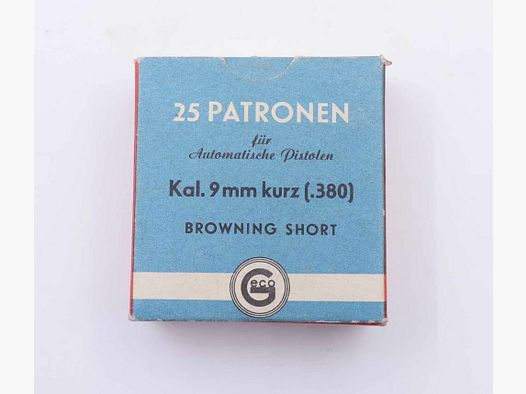 25 PATRONEN
für
Automatische Pistolen
Kal. 9 mm kurz (.380)
BROWNING SHORT
Geco